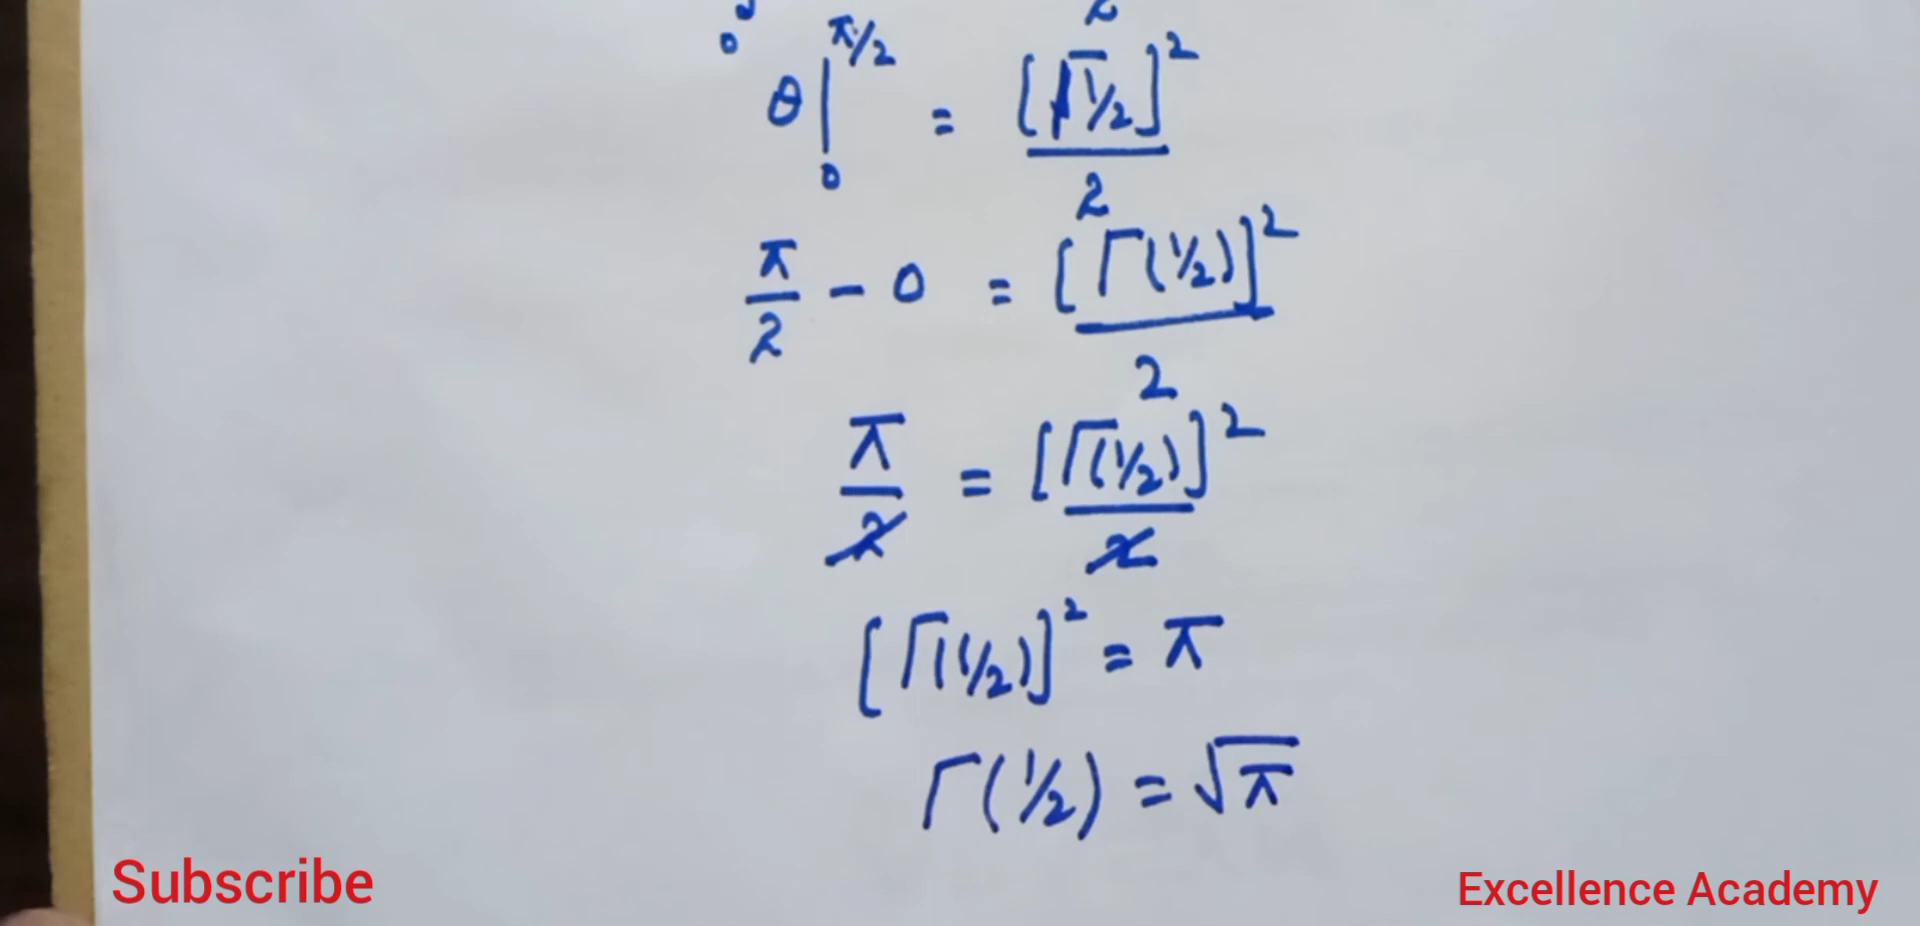 θ|₀^π/2 = [Γ1/2]² / 2
π/2 - 0 = [Γ(1/2)]² / 2
π/2 = [Γ(1/2)]² / 2
[Γ(1/2)]² = π
Γ(1/2) = √π
Subscribe
Excellence Academy